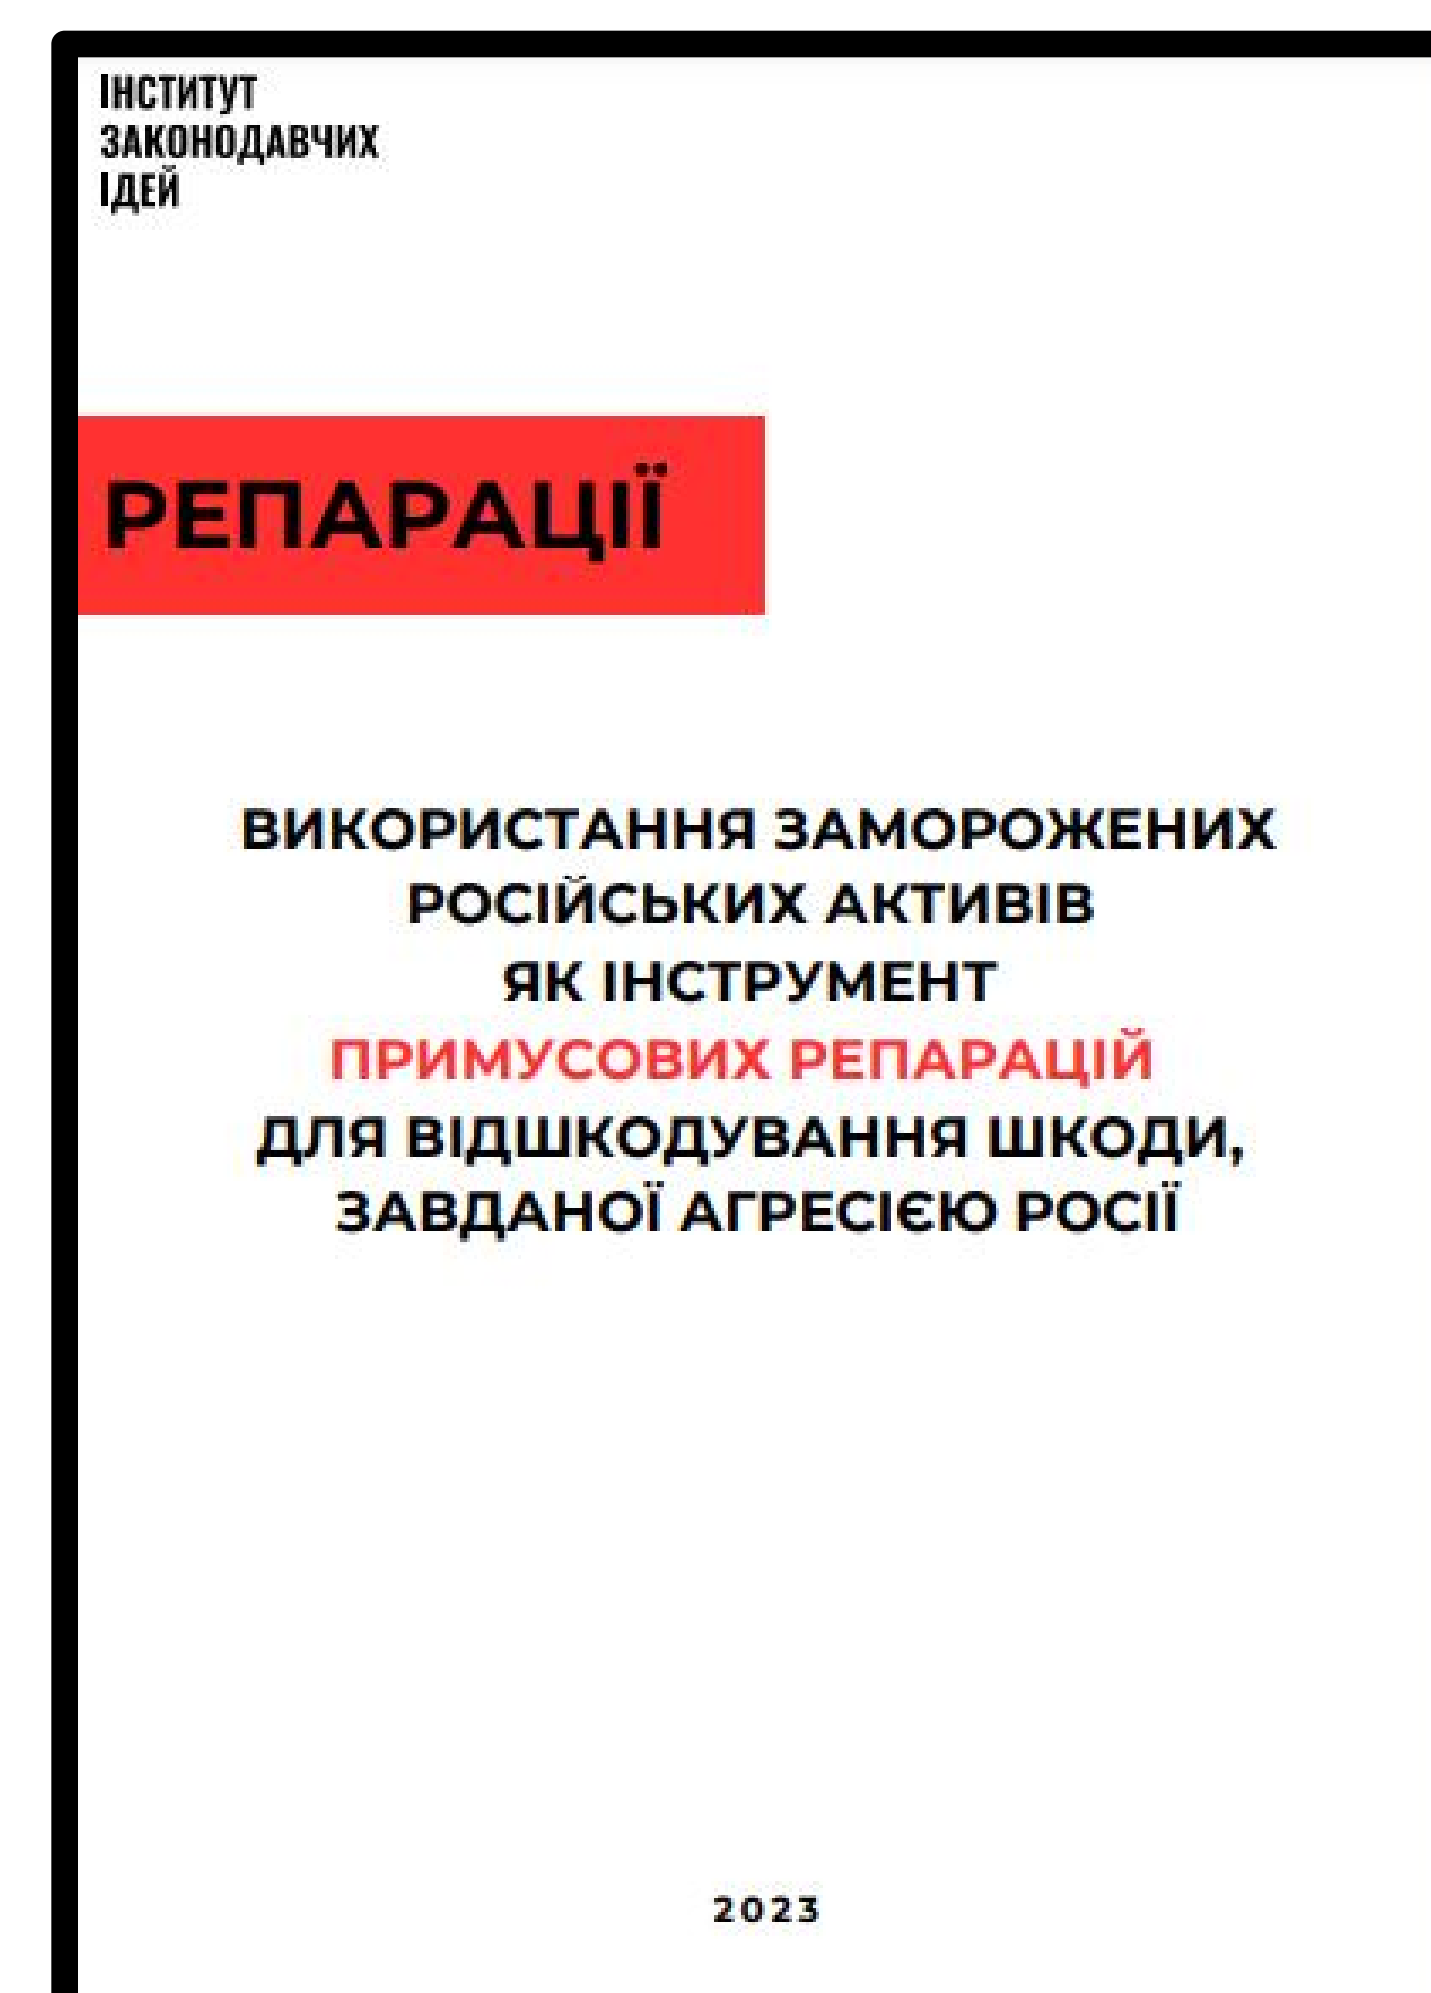 ІНСТИТУТ
ЗАКОНОДАВЧИХ
ІДЕЙ
РЕПАРАЦІЇ
ВИКОРИСТАННЯ ЗАМОРОЖЕНИХ
РОСІЙСЬКИХ АКТИВІВ
ЯК ІНСТРУМЕНТ
ПРИМУСОВИХ РЕПАРАЦІЙ
ДЛЯ ВІДШКОДУВАННЯ ШКОДИ,
ЗАВДАНОЇ АГРЕСІЄЮ РОСІЇ
2023